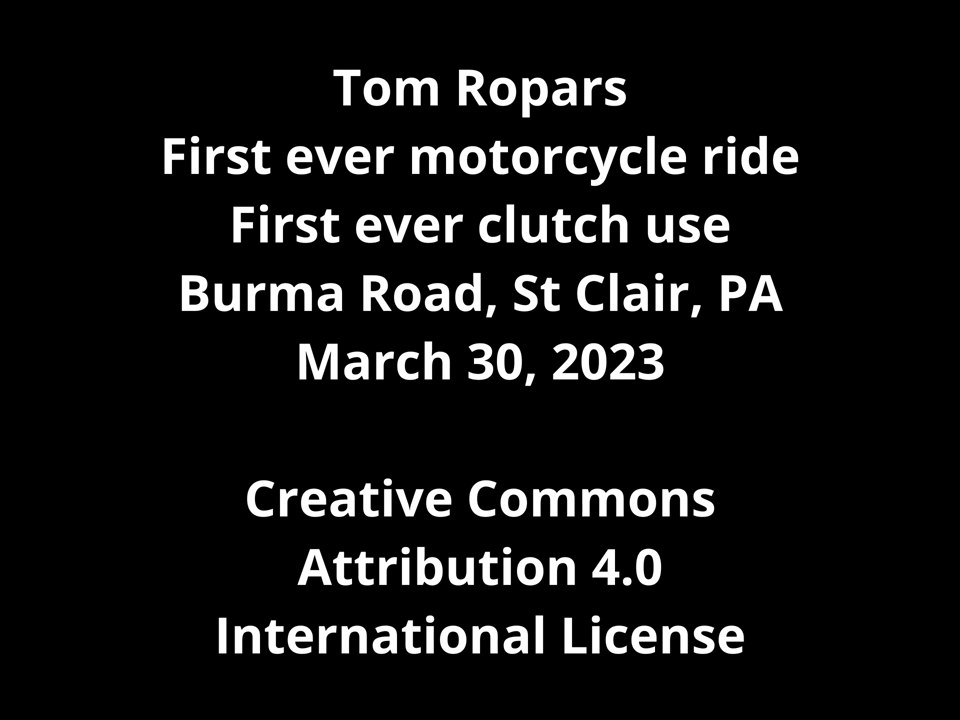 Tom Ropars
First ever motorcycle ride
First ever clutch use
Burma Road, St Clair, PA
March 30, 2023
Creative Commons
Attribution 4.0
International License